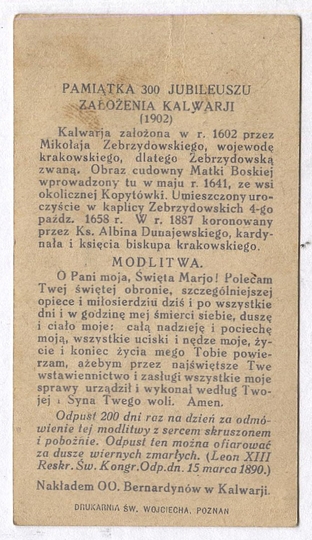 PAMIĄTKA 300 JUBILEUSZU
ZAŁOŻENIA KALWARJI
(1902)
Kalwarja założona w r. 1602 przez
Mikołaja Zebrzydowskiego, wojewodę
krakowskiego, dlatego Zebrzydowską
zwaną. Obraz cudowny Matki Boskiej
wprowadzony tu w maju r. 1641, ze wsi
okolicznej Kopytówki. Umieszczony uro-
czyście w kaplicy Zebrzydowskich 4-go
paźdz. 1658 r. W r. 1887 koronowany
przez Ks. Albina Dunajewskiego, kardy-
nała i księcia biskupa krakowskiego.
MODLITWA.
O Pani moja, Święta Marjo! Polecam
Twej świętej obronie, szczególniejszej
opiece i miłosierdziu dziś i po wszystkie
dni i w godzinę mej śmierci siebie, duszę
i ciało moje: całą nadzieję i pociechę
moją, wszystkie uciski i nędze moje, ży-
cie i koniec życia mego Tobie powie-
rzam, ażebym przez najświętsze Twe
wstawiennictwo i zasługi wszystkie moje
sprawy urządził i wykonał według Two-
jej i Syna Twego woli. Amen.
Odpust 200 dni raz na dzień za odmó-
wienie tej modlitwy z sercem skruszonem
i pobożnie. Odpust ten można ofiarować
za dusze wiernych zmarłych. (Leon XIII
Reskr. Św. Kongr. Odp. dn. 15 marca 1890.)
Nakładem OO. Bernardynów w Kalwarji.
DRUKARNIA ŚW. WOJCIECHA, POZNAŃ